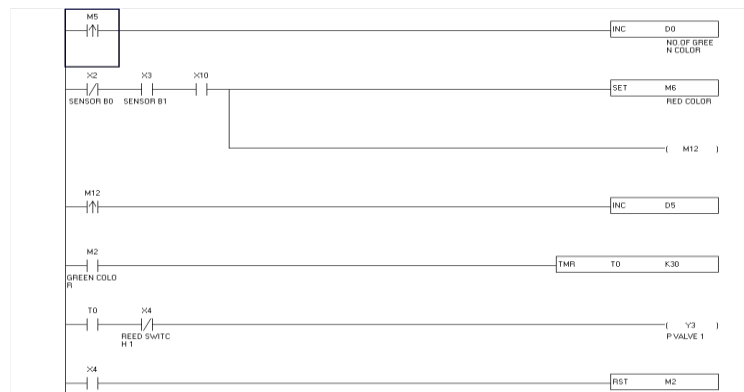 M5
INC D0
NO.OF GREE
N COLOR
X2 X3 X10
SET M6
SENSOR B0 SENSOR B1 RED COLOR
( M12 )
M12
INC D5
M2
TMR T0 K30
GREEN COLO
R
T0 X4
( Y3 )
REED SWITC P VALVE 1
H 1
X4
RST M2